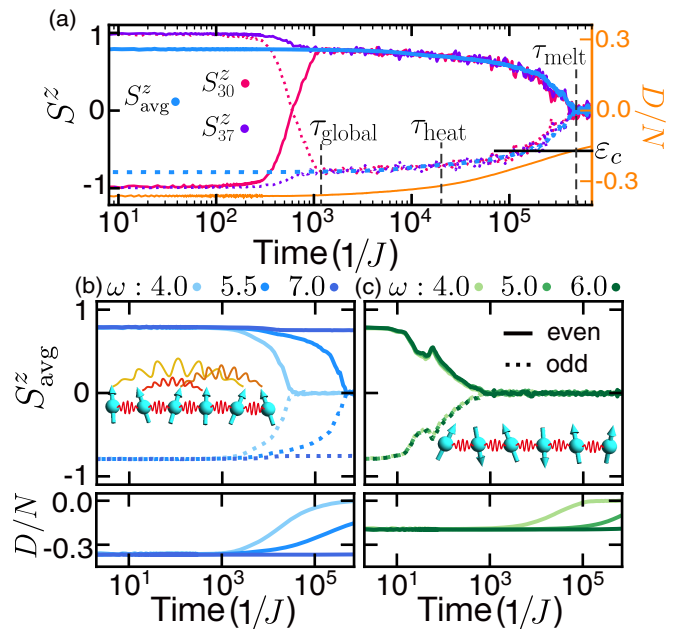 (a)
1
0
-1
S^z
S^z_avg
S^z_30
S^z_37
τ_global
τ_heat
τ_melt
ε_c
0.3
0.0
-0.3
D/N
10^1 10^2 10^3 10^4 10^5
Time(1/J)
(b) ω : 4.0 5.5 7.0
(c) ω : 4.0 5.0 6.0
1
0
-1
S^z_avg
even
odd
0.0
-0.3
D/N
10^1 10^3 10^5
10^1 10^3 10^5
Time(1/J)
Time(1/J)